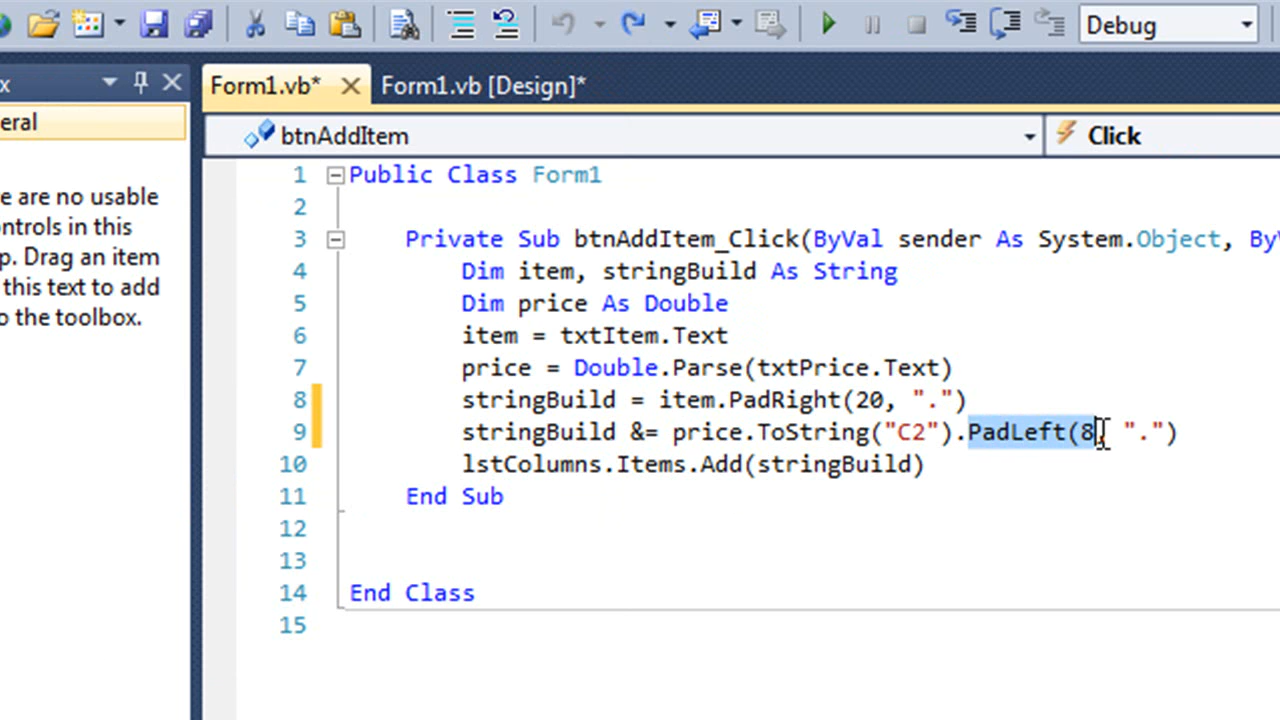 Debug
x
Form1.vb*
Form1.vb [Design]*
eral
btnAddItem
Click
e are no usable
ntrols in this
p. Drag an item
this text to add
o the toolbox.
1 Public Class Form1
2
3 Private Sub btnAddItem_Click(ByVal sender As System.Object, ByV
4 Dim item, stringBuild As String
5 Dim price As Double
6 item = txtItem.Text
7 price = Double.Parse(txtPrice.Text)
8 stringBuild = item.PadRight(20, ".")
9 stringBuild &= price.ToString("C2").PadLeft(8, ".")
10 lstColumns.Items.Add(stringBuild)
11 End Sub
12
13
14 End Class
15